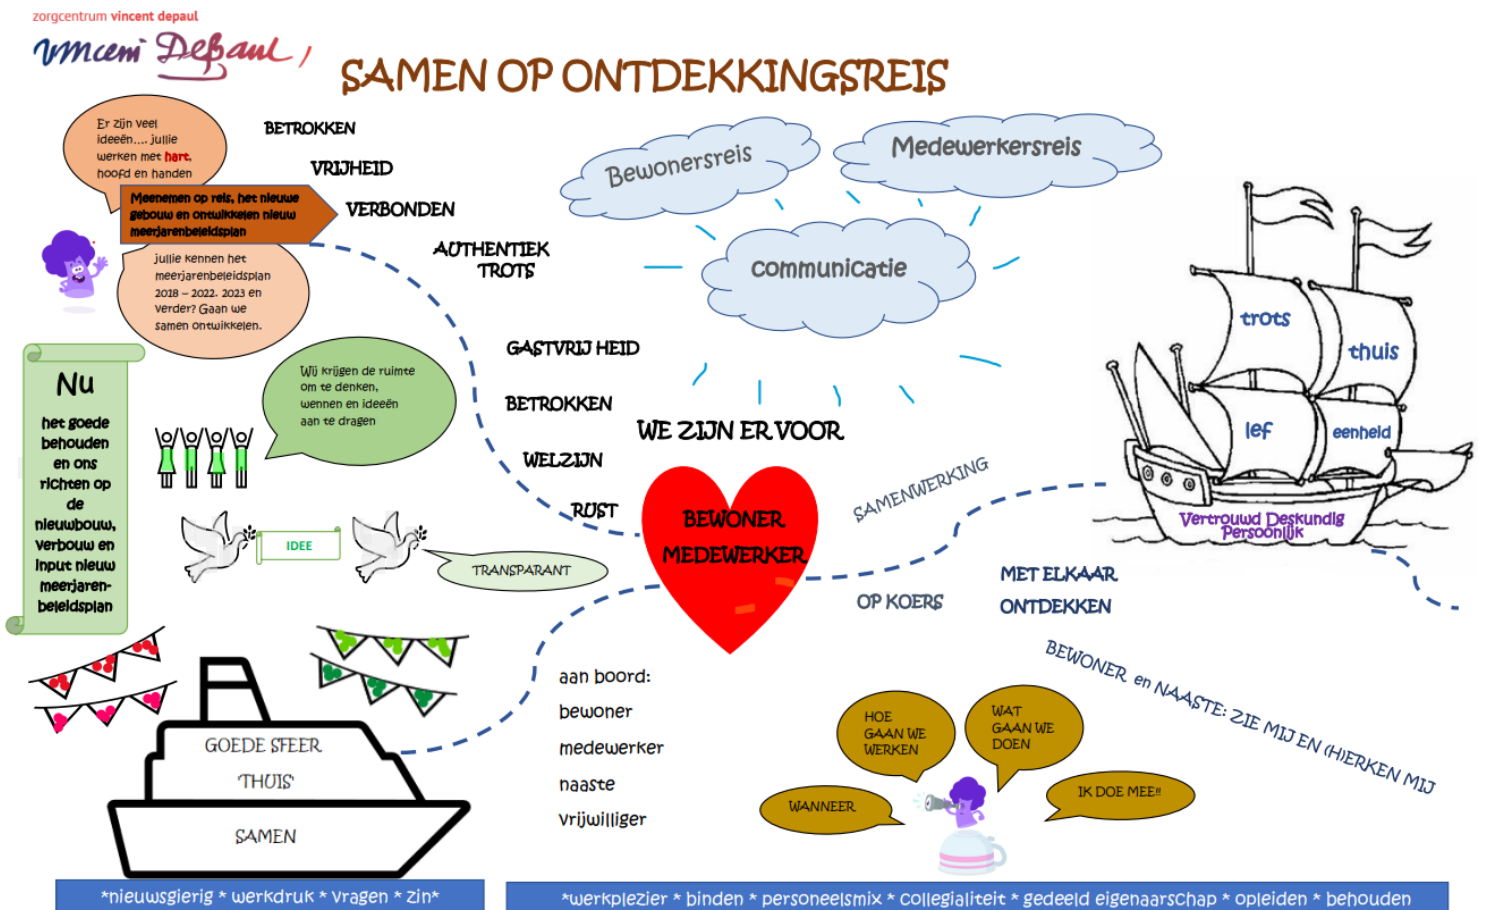 zorgcentrum vincent depaul
Vincent Depaul
SAMEN OP ONTDEKKINGSREIS
Er zijn veel
ideeën.... jullie
werken met hart,
hoofd en handen
Meenemen op reis, het nieuwe
gebouw en ontwikkelen nieuw
meerjarenbeleidsplan
jullie kennen het
meerjarenbeleidsplan
2018 – 2022. 2023 en
verder? Gaan we
samen ontwikkelen.
BETROKKEN
VRIJHEID
VERBONDEN
AUTHENTIEK
TROTS
GASTVRIJ HEID
BETROKKEN
WELZIJN
RUST
Bewonersreis
Medewerkersreis
communicatie
WE ZIJN ER VOOR
BEWONER
MEDEWERKER
Nu
het goede
behouden
en ons
richten op
de
nieuwbouw,
verbouw en
input nieuw
meerjaren-
beleidsplan
Wij krijgen de ruimte
om te denken,
wennen en ideeën
aan te dragen
IDEE
TRANSPARANT
SAMENWERKING
OP KOERS
MET ELKAAR
ONTDEKKEN
trots
thuis
lef
eenheid
Vertrouwd Deskundig
Persoonlijk
BEWONER en NAASTE: ZIE MIJ EN (H)ERKEN MIJ
GOEDE SFEER
'THUIS'
SAMEN
aan boord:
bewoner
medewerker
naaste
vrijwilliger
HOE
GAAN WE
WERKEN
WAT
GAAN WE
DOEN
WANNEER
IK DOE MEE!!
*nieuwsgierig * werkdruk * vragen * zin*
*werkplezier * binden * personeelsmix * collegialiteit * gedeeld eigenaarschap * opleiden * behouden